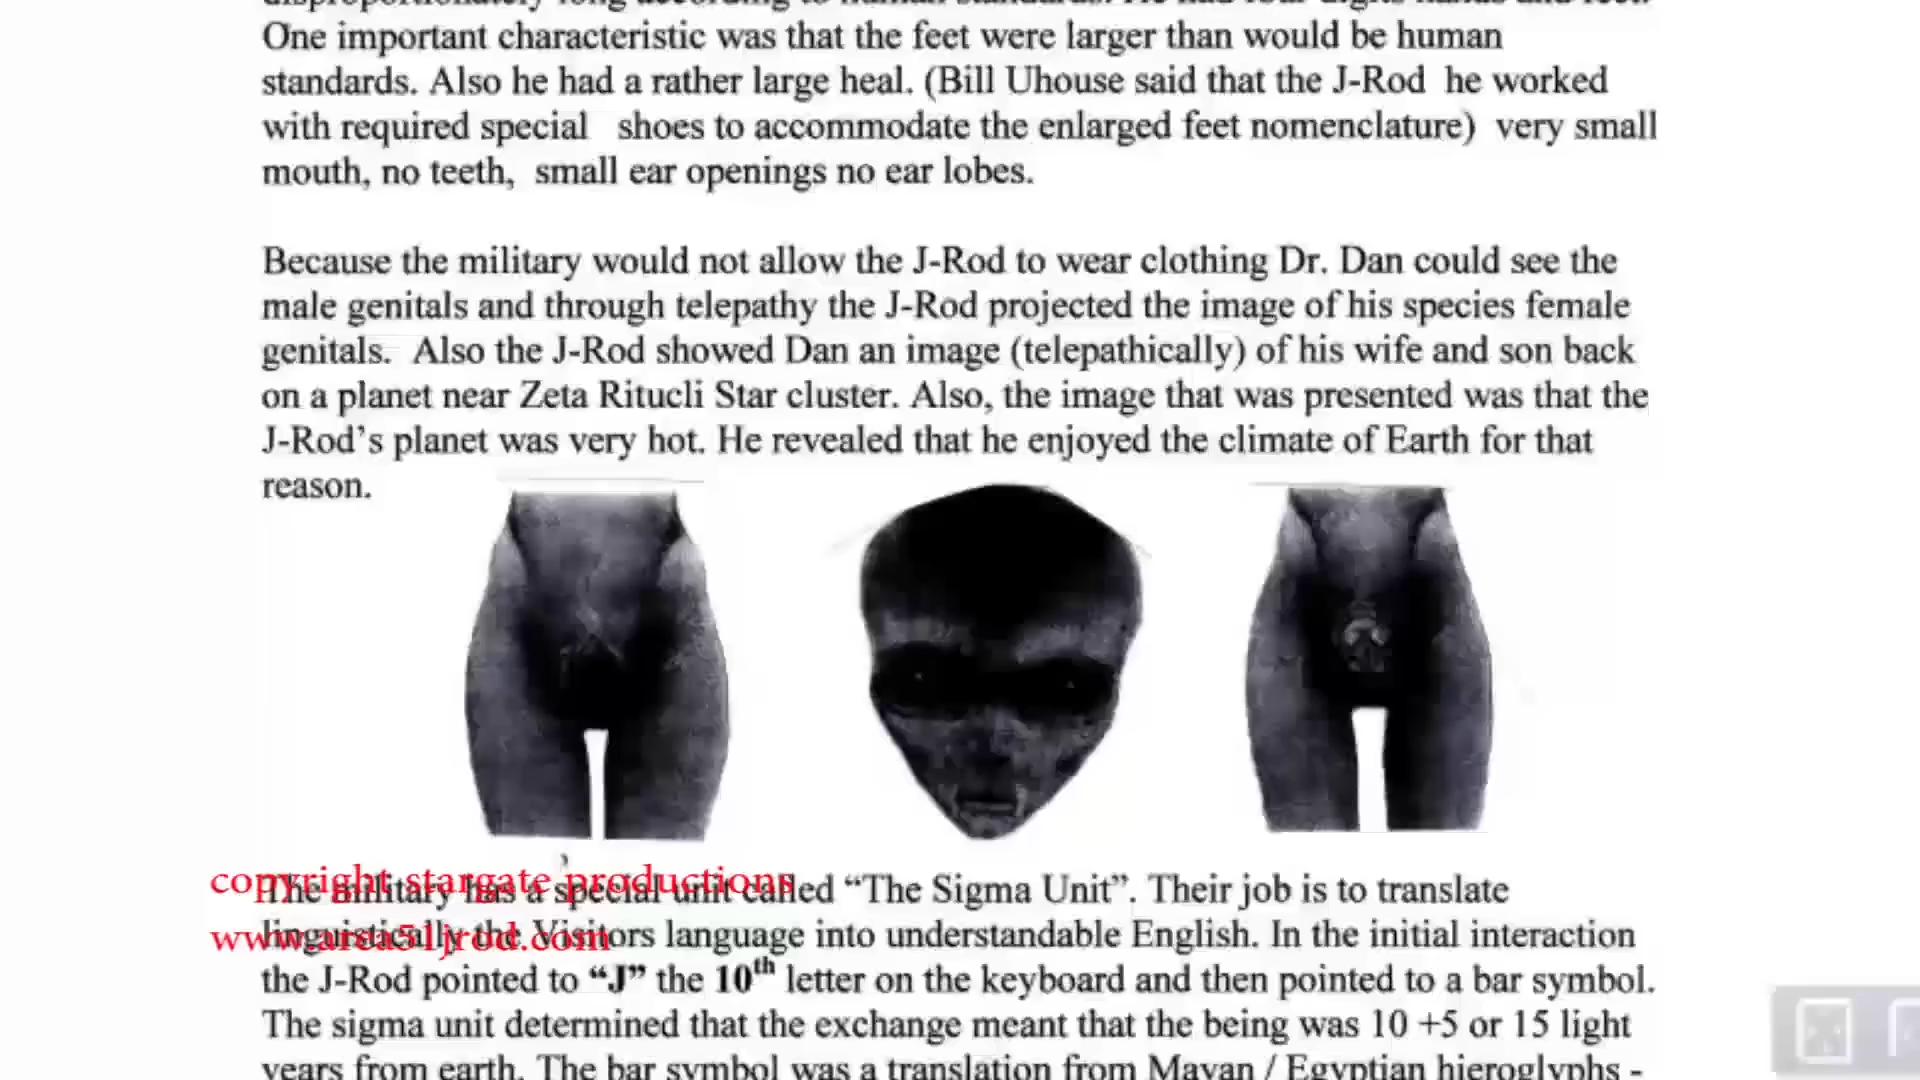 One important characteristic was that the feet were larger than would be human
standards. Also he had a rather large heal. (Bill Uhouse said that the J-Rod he worked
with required special shoes to accommodate the enlarged feet nomenclature) very small
mouth, no teeth, small ear openings no ear lobes.
Because the military would not allow the J-Rod to wear clothing Dr. Dan could see the
male genitals and through telepathy the J-Rod projected the image of his species female
genitals. Also the J-Rod showed Dan an image (telepathically) of his wife and son back
on a planet near Zeta Ritucli Star cluster. Also, the image that was presented was that the
J-Rod’s planet was very hot. He revealed that he enjoyed the climate of Earth for that
reason.
copyright stargate productions
The military has a special unit called “The Sigma Unit”. Their job is to translate
www.area51jrod.com
linguistically the Visitors language into understandable English. In the initial interaction
the J-Rod pointed to “J” the 10th letter on the keyboard and then pointed to a bar symbol.
The sigma unit determined that the exchange meant that the being was 10 +5 or 15 light
years from earth. The bar symbol was a translation from Mayan / Egyptian hieroglyphs -